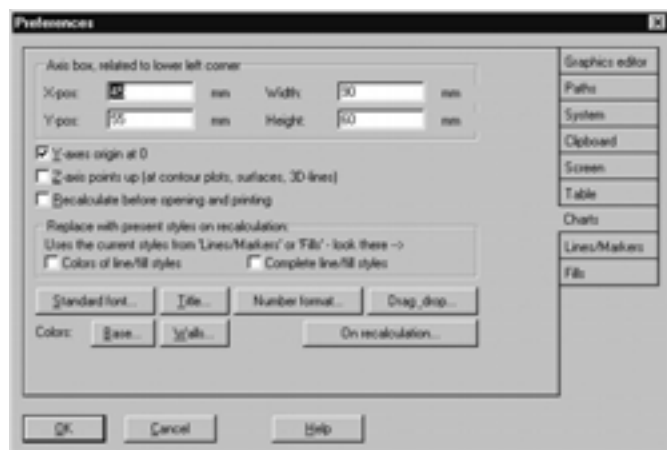 Preferences
Axis box, related to lower left corner
X-pos: 45 mm Width: 90 mm
Y-pos: 55 mm Height: 60 mm
Y-axes origin at 0
Z-axis points up (at contour plots, surfaces, 3D-lines)
Recalculate before opening and printing
Replace with present styles on recalculation:
Uses the current styles from 'Lines/Markers' or 'Fills' - look there -->
Colors of line/fill styles Complete line/fill styles
Standard font... Title... Number format... Drag_drop...
Colors: Base... Walls... On recalculation...
OK Cancel Help
Graphics editor
Paths
System
Clipboard
Screen
Table
Charts
Lines/Markers
Fills